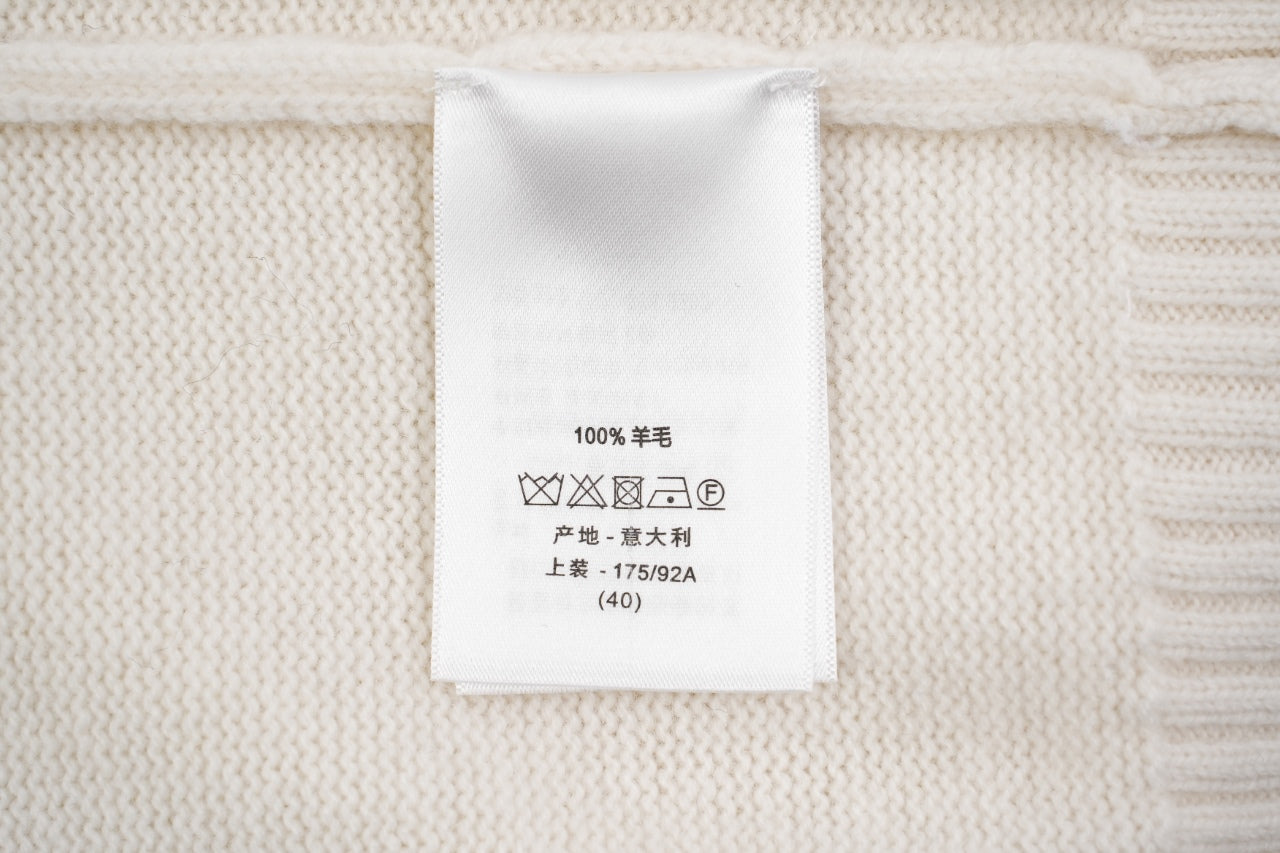 100% 羊毛
F
产地 - 意大利
上装 - 175/92A
(40)